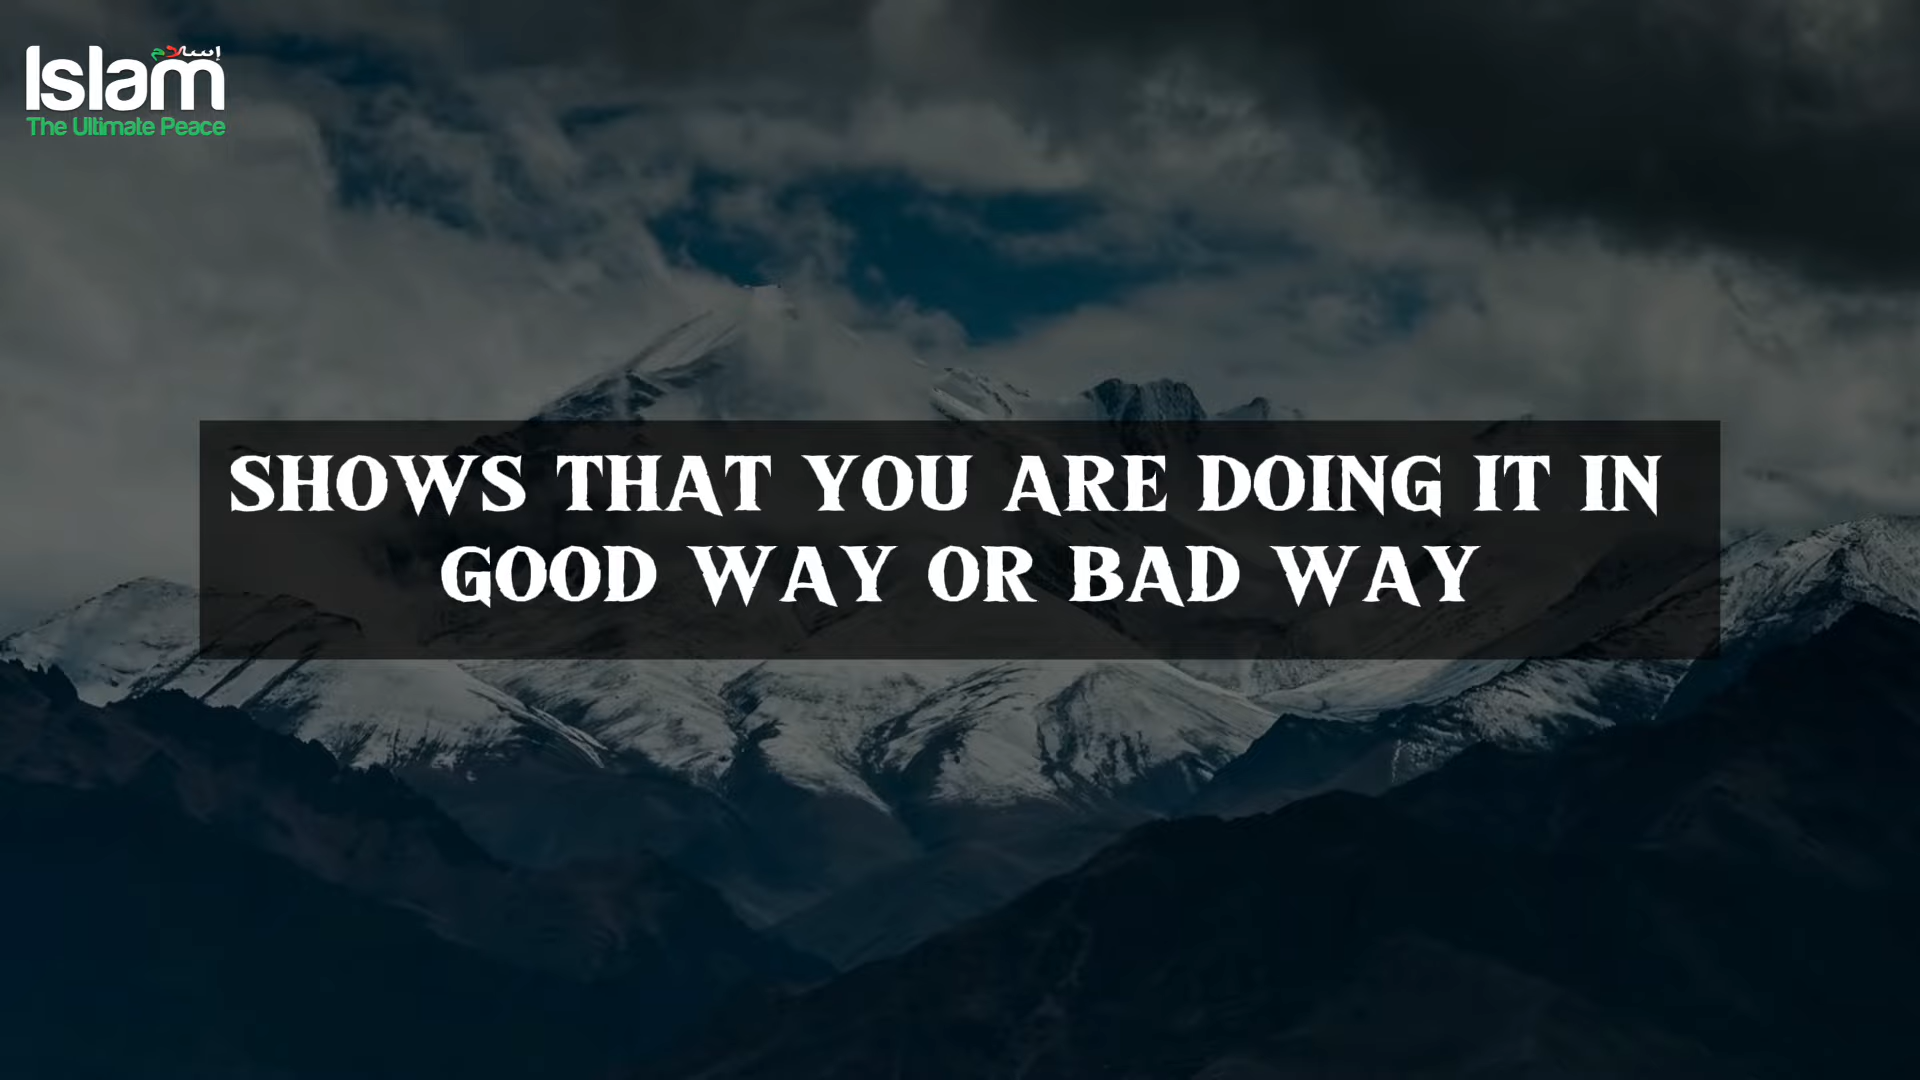 إسلام
Islam
The Ultimate Peace
SHOWS THAT YOU ARE DOING IT IN
GOOD WAY OR BAD WAY